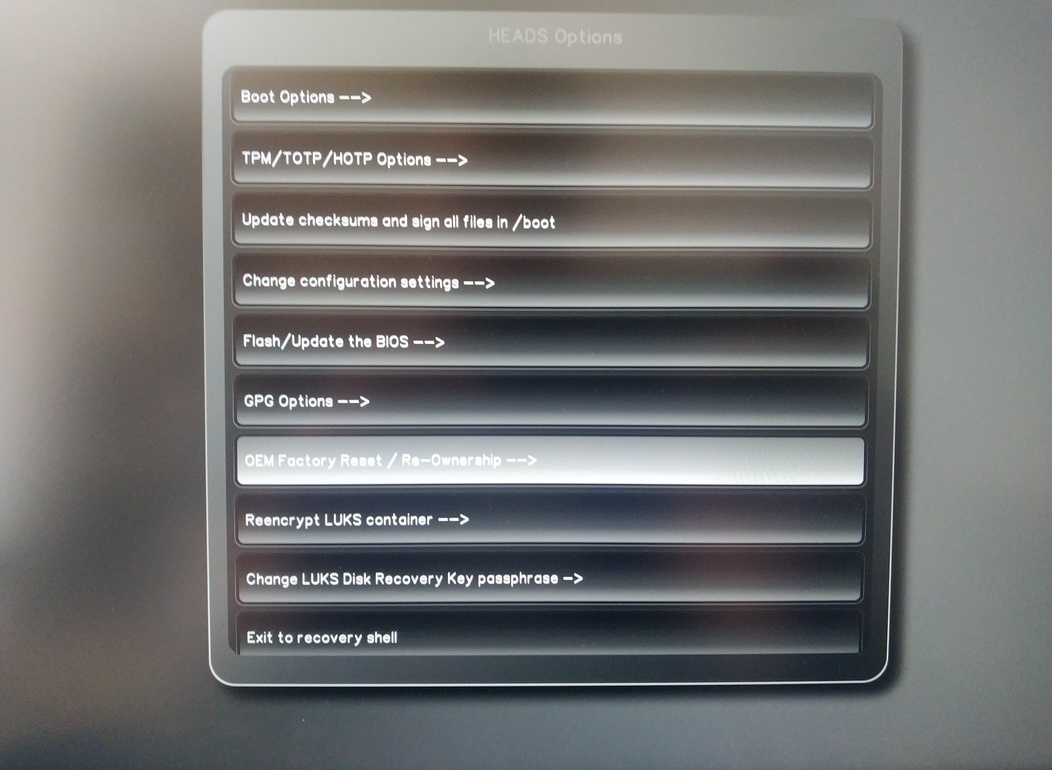 HEADS Options
Boot Options -->
TPM/TOTP/HOTP Options -->
Update checksums and sign all files in /boot
Change configuration settings -->
Flash/Update the BIOS -->
GPG Options -->
OEM Factory Reset / Re-Ownership -->
Reencrypt LUKS container -->
Change LUKS Disk Recovery Key passphrase ->
Exit to recovery shell